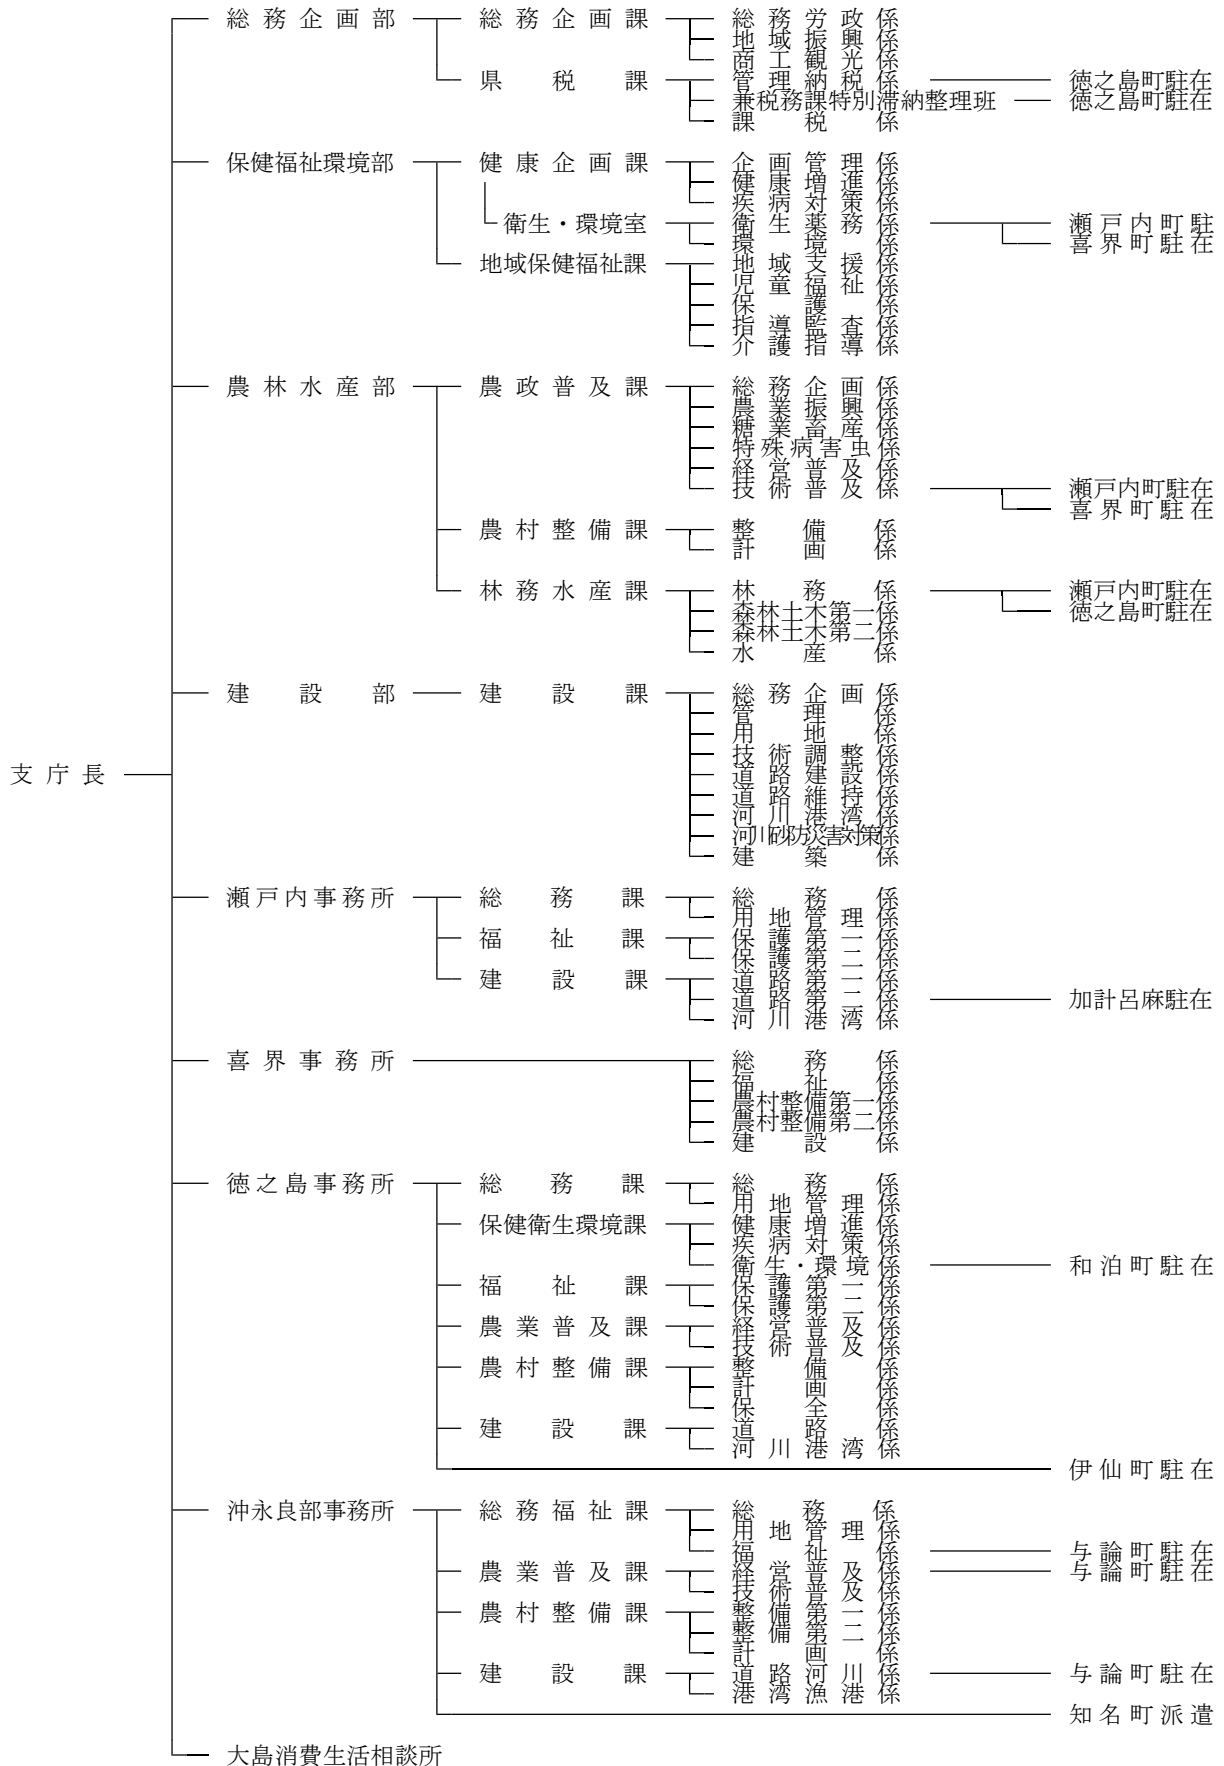 総務企画部 総務企画課 総務労政係
地域振興係
商工観光係
県税課 管理納税係 徳之島町駐在
兼税務課特別滞納整理班 徳之島町駐在
課税係
保健福祉環境部 健康企画課 企画管理係
健康増進係
疾病対策係
衛生・環境室 衛生薬務係 瀬戸内町駐
環境係 喜界町駐在
地域保健福祉課 地域支援係
児童福祉係
保護係
指導監査係
介護指導係
農林水産部 農政普及課 総務企画係
農業振興係
糖業畜産係
特殊病害虫係
経営普及係
技術普及係 瀬戸内町駐在
喜界町駐在
農村整備課 整備係
計画係
林務水産課 林務係 瀬戸内町駐在
森林土木第一係 徳之島町駐在
森林土木第二係
水産係
建設部 建設課 総務企画係
管理係
用地係
技術調整係
支庁長 道路建設係
道路維持係
河川港湾係
河川砂防災害対策係
建築係
瀬戸内事務所 総務課 総務係
用地管理係
福祉課 保護第一係
保護第二係
建設課 道路第一係
道路第二係 加計呂麻駐在
河川港湾係
喜界事務所 総務係
福祉係
農村整備第一係
農村整備第二係
建設係
徳之島事務所 総務課 総務係
用地管理係
保健衛生環境課 健康増進係
疾病対策係
衛生・環境係 和泊町駐在
福祉課 保護第一係
保護第二係
農業普及課 経営普及係
技術普及係
農村整備課 整備係
計画係
保全係
建設課 道路係
河川港湾係
伊仙町駐在
沖永良部事務所 総務福祉課 総務係
用地管理係
福祉係 与論町駐在
農業普及課 経営普及係 与論町駐在
技術普及係
農村整備課 整備第一係
整備第二係
計画係
建設課 道路河川係 与論町駐在
港湾漁港係
知名町派遣
大島消費生活相談所